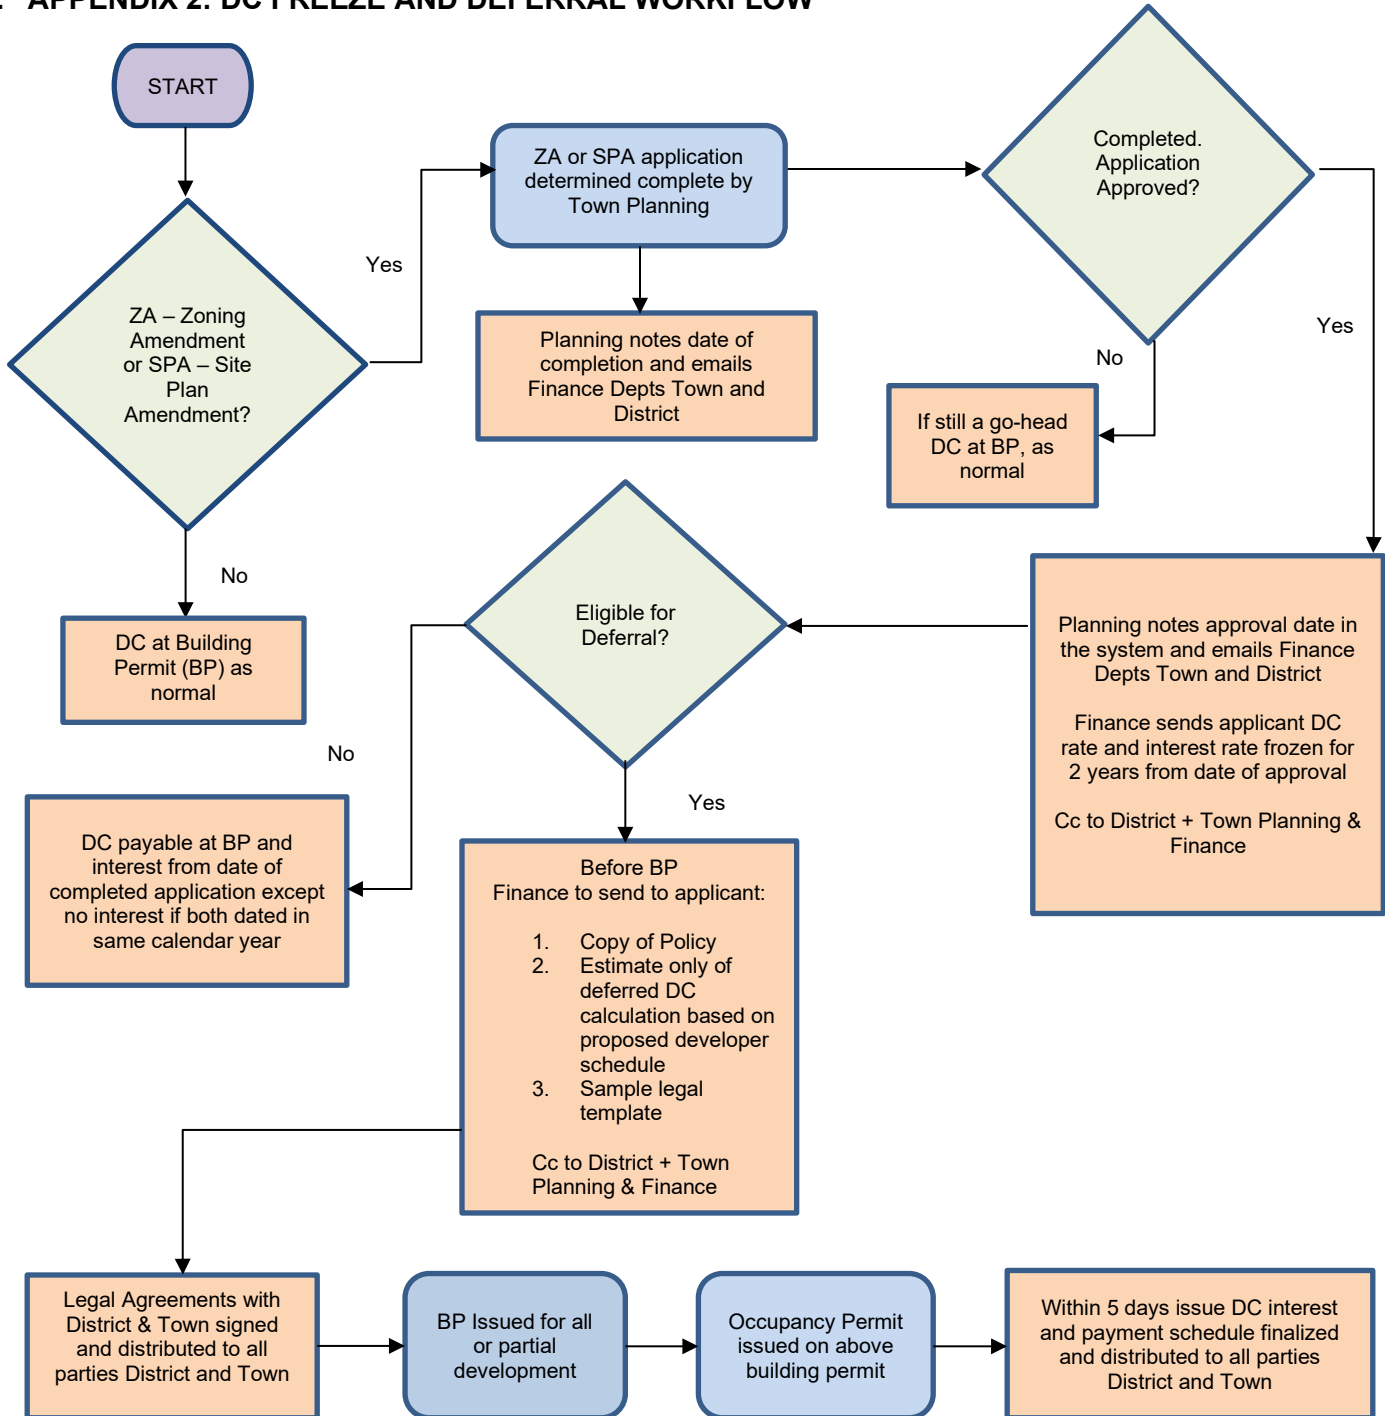 APPENDIX 2: DC FREEZE AND DEFERRAL WORKFLOW
START
ZA – Zoning
Amendment
or SPA – Site
Plan
Amendment?
Yes
No
DC at Building
Permit (BP) as
normal
ZA or SPA application
determined complete by
Town Planning
Planning notes date of
completion and emails
Finance Depts Town and
District
Completed.
Application
Approved?
No
Yes
If still a go-head
DC at BP, as
normal
Planning notes approval date in
the system and emails Finance
Depts Town and District
Finance sends applicant DC
rate and interest rate frozen for
2 years from date of approval
Cc to District + Town Planning &
Finance
Eligible for
Deferral?
No
Yes
DC payable at BP and
interest from date of
completed application except
no interest if both dated in
same calendar year
Before BP
Finance to send to applicant:
1. Copy of Policy
2. Estimate only of
deferred DC
calculation based on
proposed developer
schedule
3. Sample legal
template
Cc to District + Town
Planning & Finance
Legal Agreements with
District & Town signed
and distributed to all
parties District and Town
BP Issued for all
or partial
development
Occupancy Permit
issued on above
building permit
Within 5 days issue DC interest
and payment schedule finalized
and distributed to all parties
District and Town